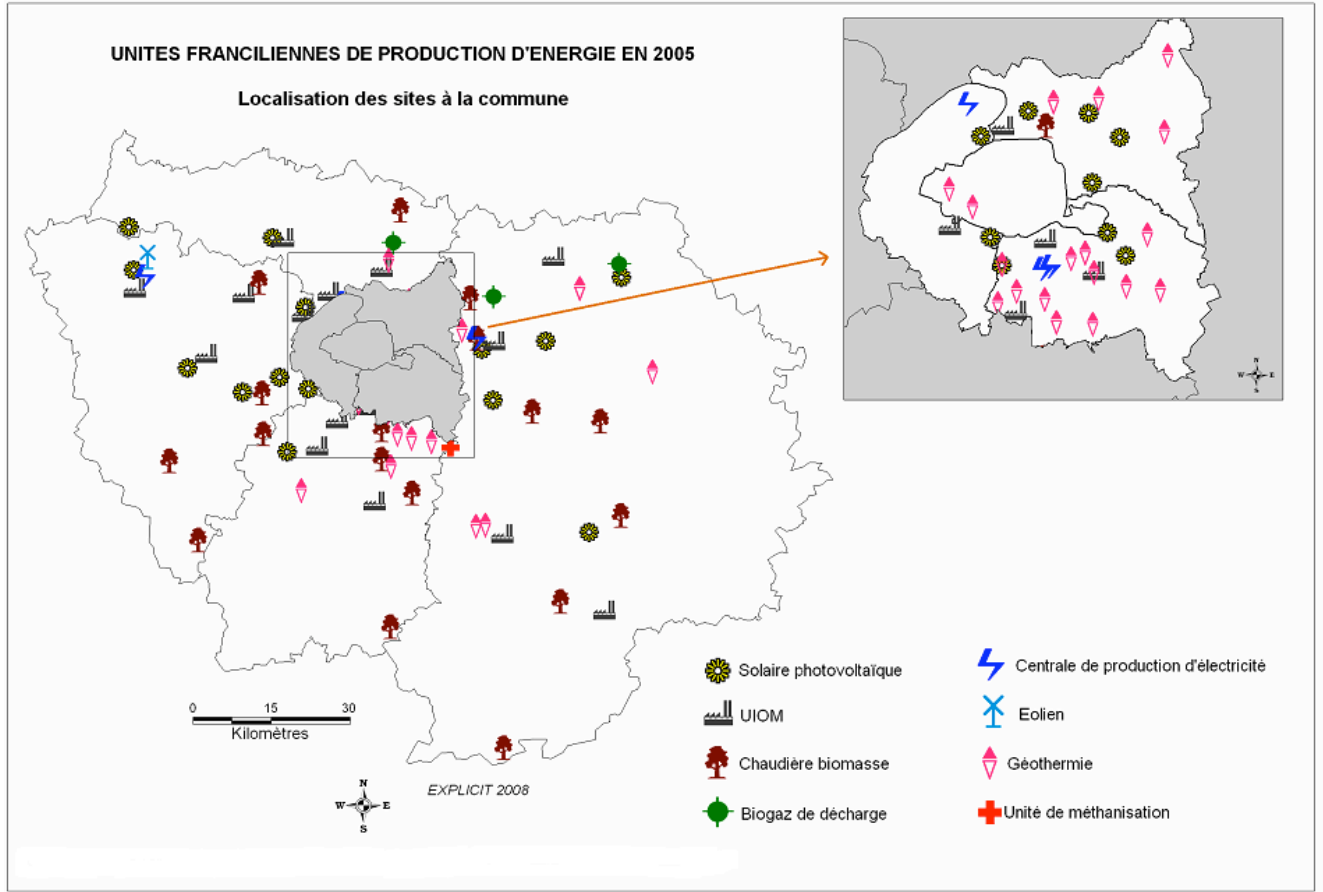 UNITES FRANCILIENNES DE PRODUCTION D'ENERGIE EN 2005
Localisation des sites à la commune
N
W E
S
Solaire photovoltaïque
Centrale de production d'électricité
UIOM
Eolien
Chaudière biomasse
Géothermie
Biogaz de décharge
Unité de méthanisation
0 15 30
Kilomètres
EXPLICIT 2008
N
W E
S